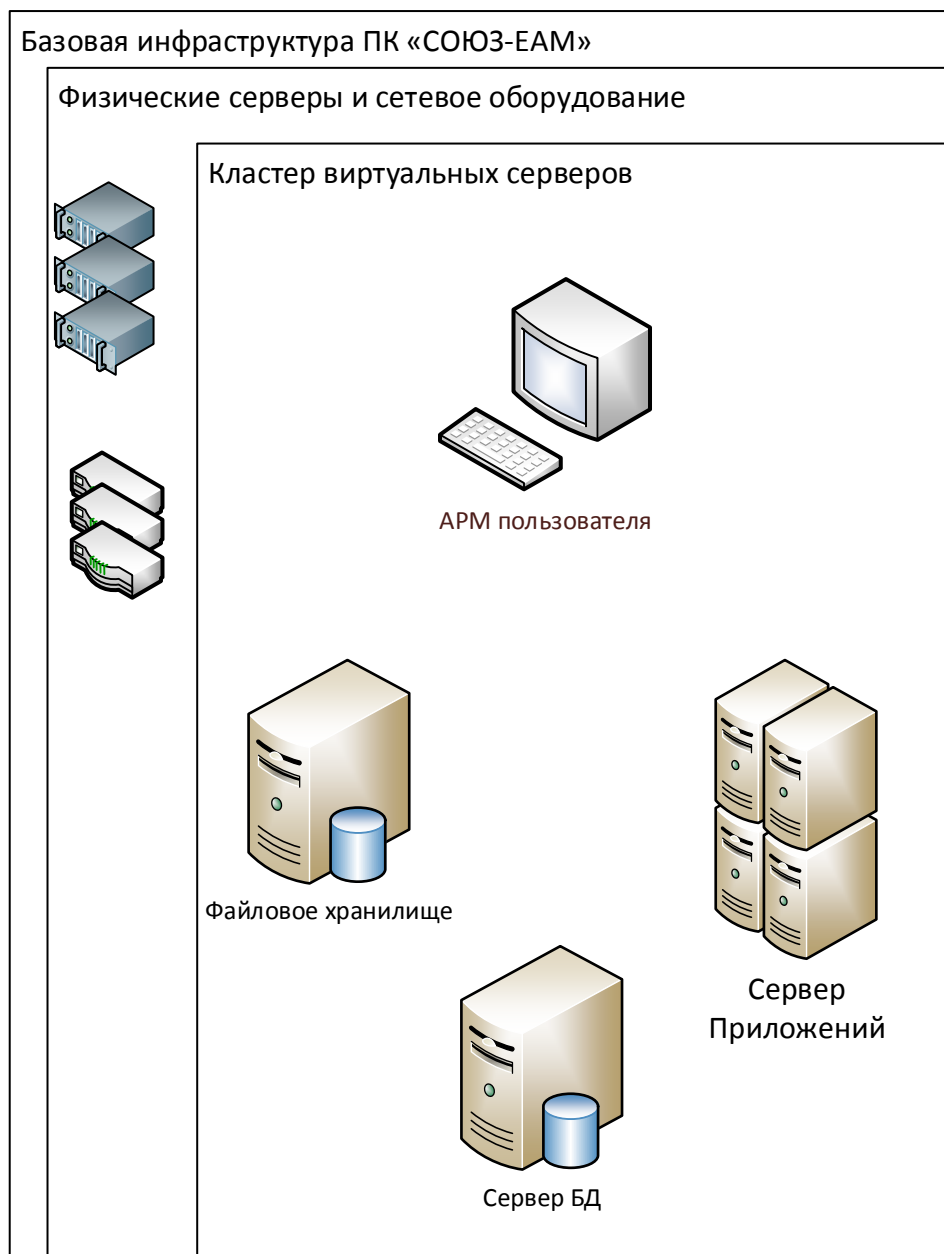 Базовая инфраструктура ПК «СОЮЗ-ЕАМ»
Физические серверы и сетевое оборудование
Кластер виртуальных серверов
АРМ пользователя
Файловое хранилище
Сервер
Приложений
Сервер БД